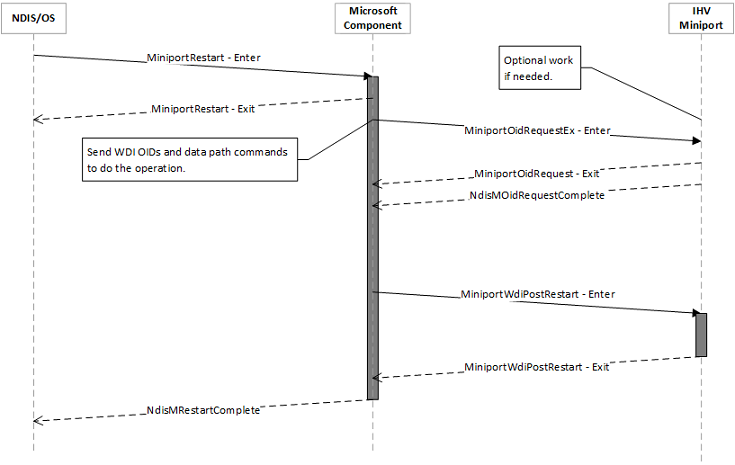 NDIS/OS
Microsoft
Component
IHV
Miniport
MiniportRestart - Enter
Optional work
if needed.
MiniportRestart - Exit
MiniportOidRequestEx - Enter
Send WDI OIDs and data path commands
to do the operation.
MiniportOidRequest - Exit
NdisMOidRequestComplete
MiniportWdiPostRestart - Enter
MiniportWdiPostRestart - Exit
NdisMRestartComplete